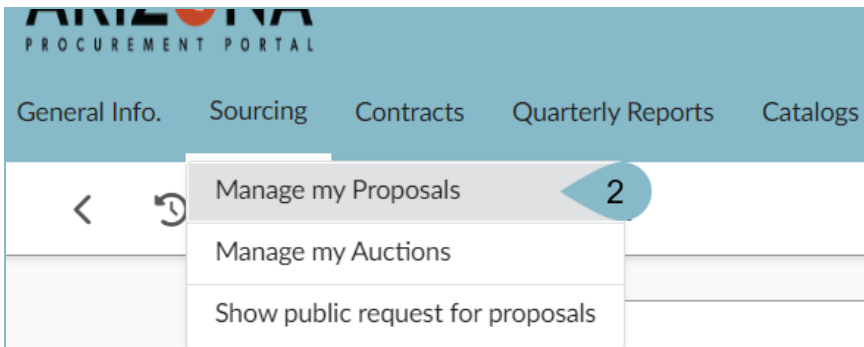 ARIZONA
PROCUREMENT PORTAL
General Info. Sourcing Contracts Quarterly Reports Catalogs
Manage my Proposals 2
Manage my Auctions
Show public request for proposals